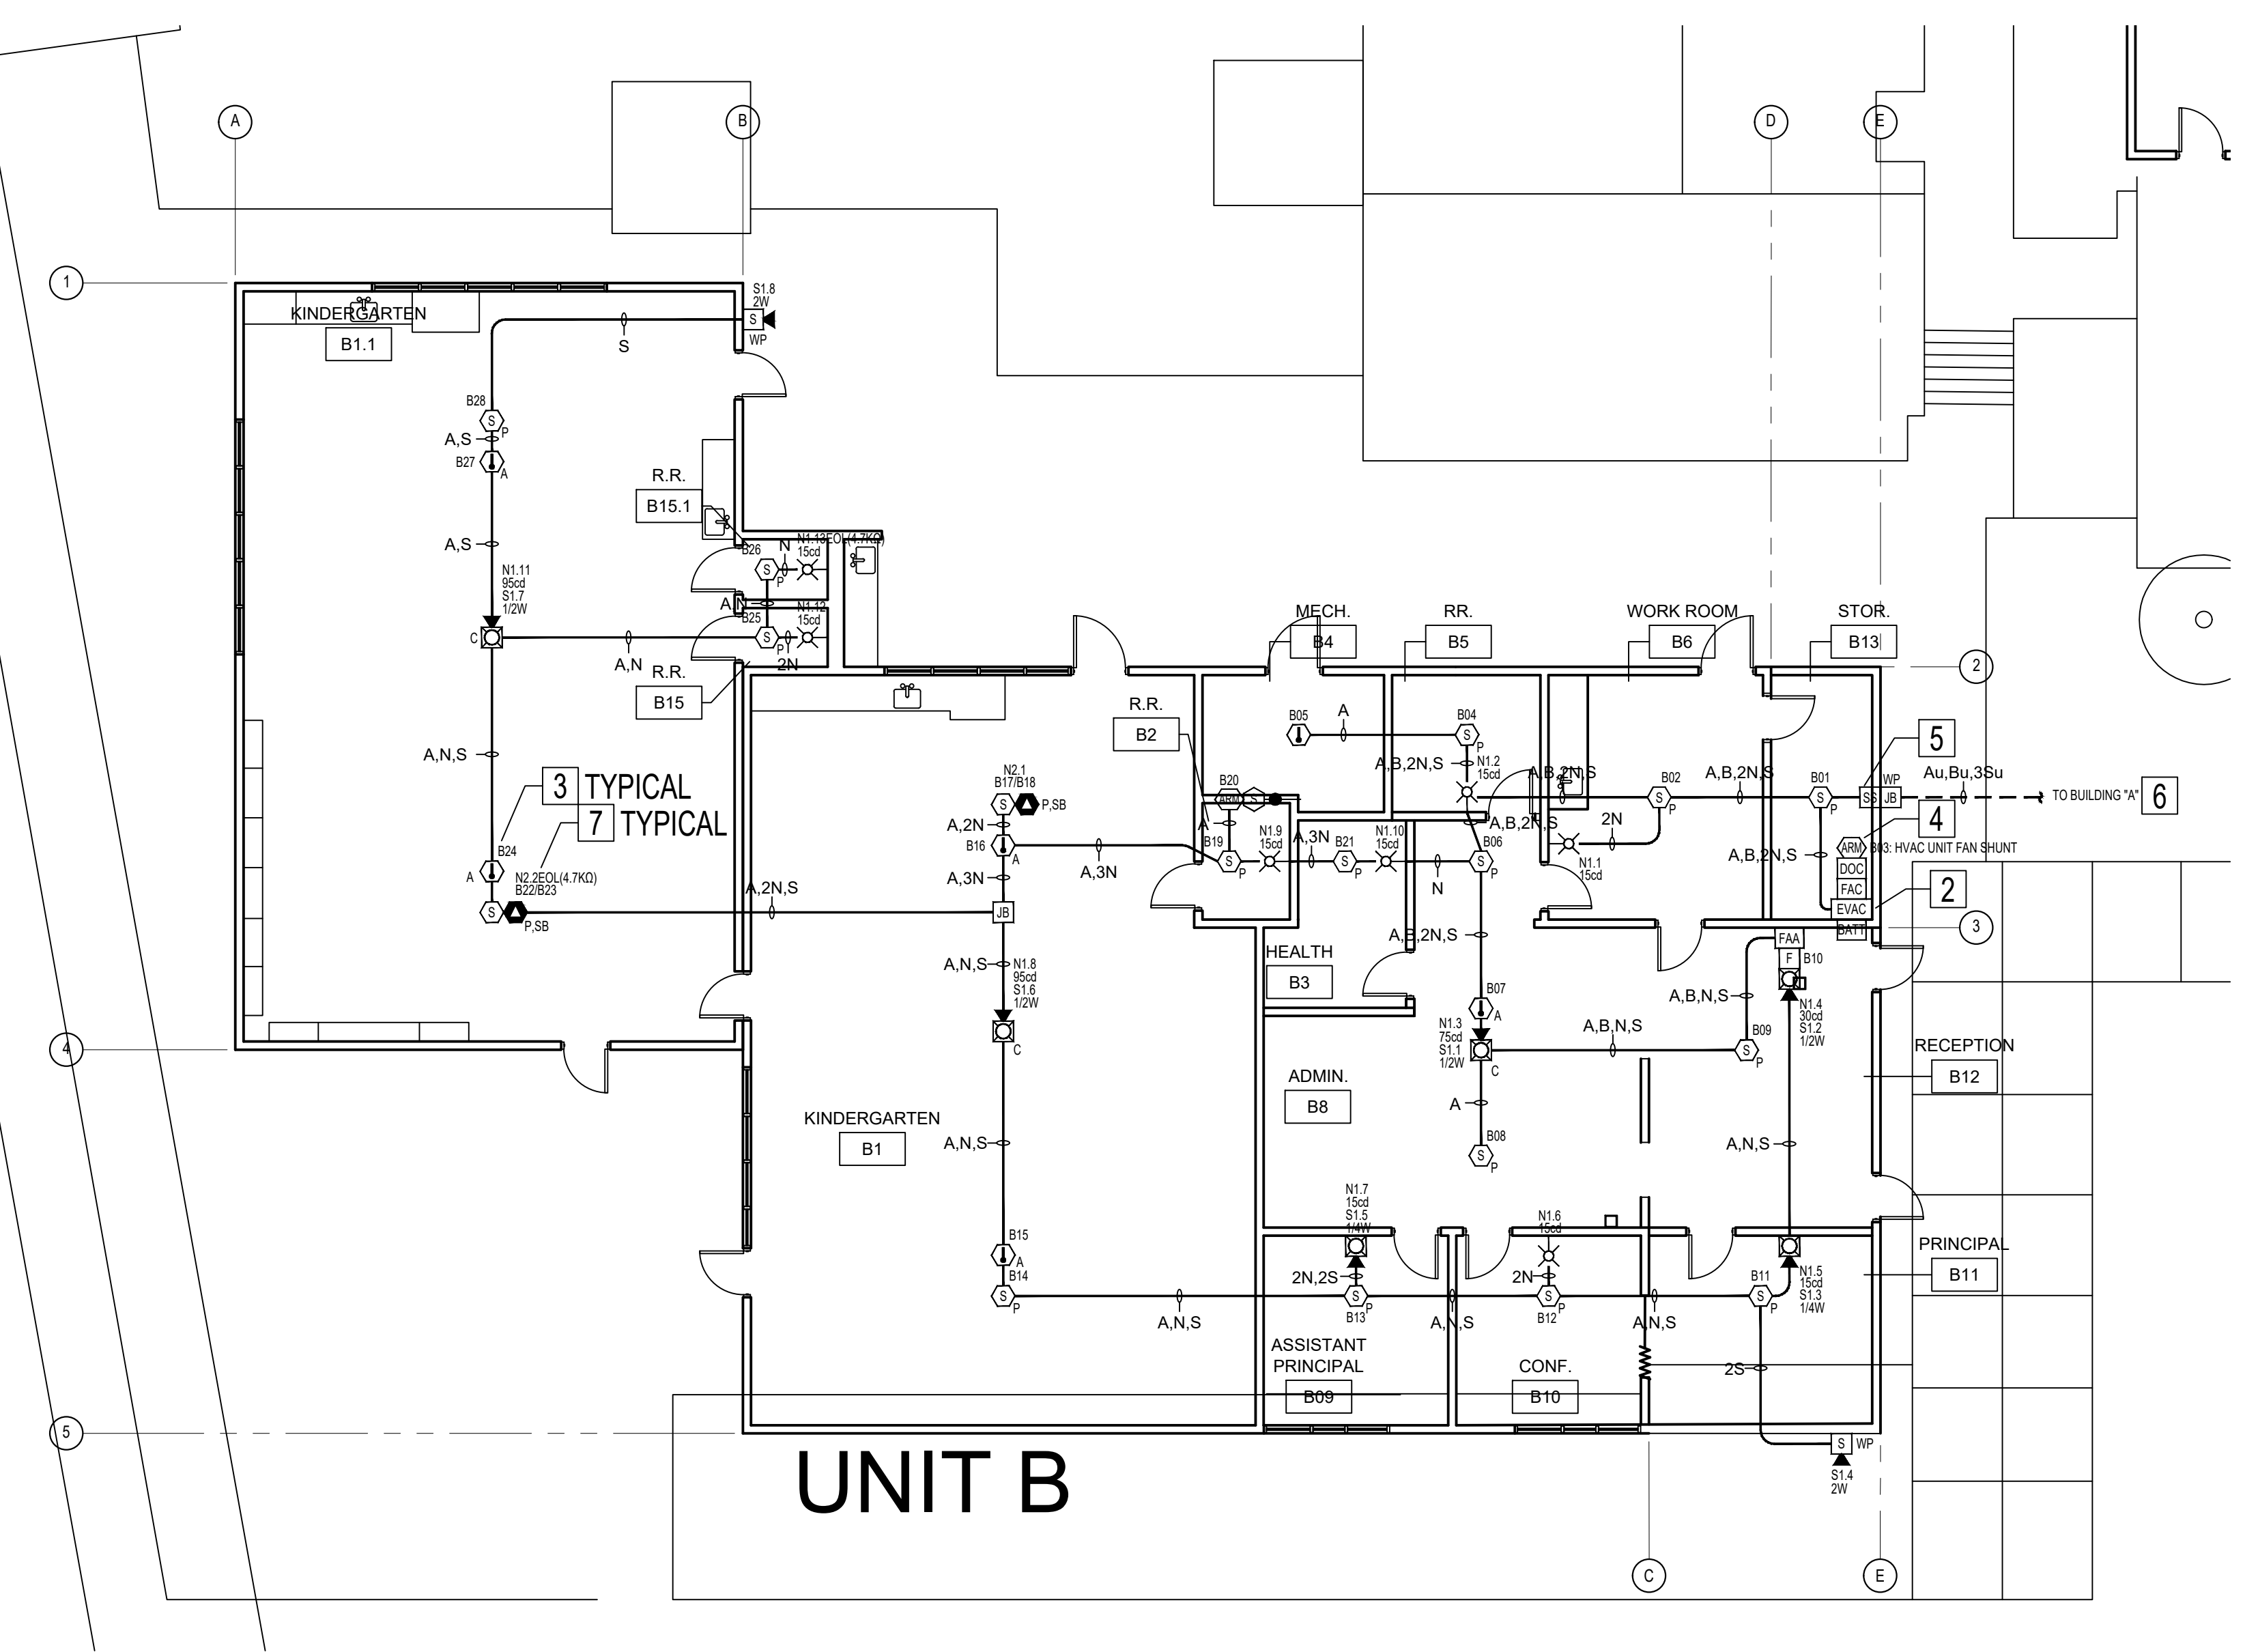 A
B
D
E
1
S1.8
2W
S
WP
KINDERGARTEN
B1.1
S
B28
S
P
A,S
B27
A
R.R.
B15.1
A,S
N1.11
95cd
S1.7
1/2W
C
B26
N
N1.13EOL(4.7KΩ)
15cd
S
P
A,N
B25
N1.12
15cd
S
P
2N
A,N
R.R.
B15
MECH.
B4
RR.
B5
WORK ROOM
B6
STOR.
B13
2
A,N,S
3 TYPICAL
7 TYPICAL
B24
A
N2.2EOL(4.7KΩ)
B22/B23
S
P,SB
A,2N,S
N2.1
B17/B18
S
P,SB
A,2N
B16
A
A,3N
A,3N
JB
R.R.
B2
B05
A
B04
S
P
A,B,2N,S
N1.2
15cd
A,B,2N,S
B02
S
P
A,B,2N,S
B01
S
P
WP
JB
5
Au,Bu,3Su
TO BUILDING "A"
6
4
B20
ARM
S
A
B19
S
P
N1.9
15cd
A,3N
B21
S
P
N1.10
15cd
N
B06
S
P
A,B,2N,S
2N
N1.1
15cd
A,B,2N,S
ARM
B03: HVAC UNIT FAN SHUNT
DOC
FAC
EVAC
BATT
2
3
A,N,S
N1.8
95cd
S1.6
1/2W
C
HEALTH
B3
A,B,2N,S
B07
A
N1.3
75cd
S1.1
1/2W
C
A,B,N,S
A,B,N,S
B09
S
P
FAA
F
B10
N1.4
30cd
S1.2
1/2W
RECEPTION
B12
4
ADMIN.
B8
A
B08
S
P
KINDERGARTEN
B1
A,N,S
A,N,S
B15
A
B14
S
P
A,N,S
N1.7
15cd
S1.5
1/4W
2N,2S
S
P
B13
A,N,S
N1.6
15cd
2N
S
P
B12
A,N,S
B11
S
P
N1.5
15cd
S1.3
1/4W
PRINCIPAL
B11
2S
ASSISTANT
PRINCIPAL
B09
CONF.
B10
5
S
WP
S1.4
2W
UNIT B
C
E